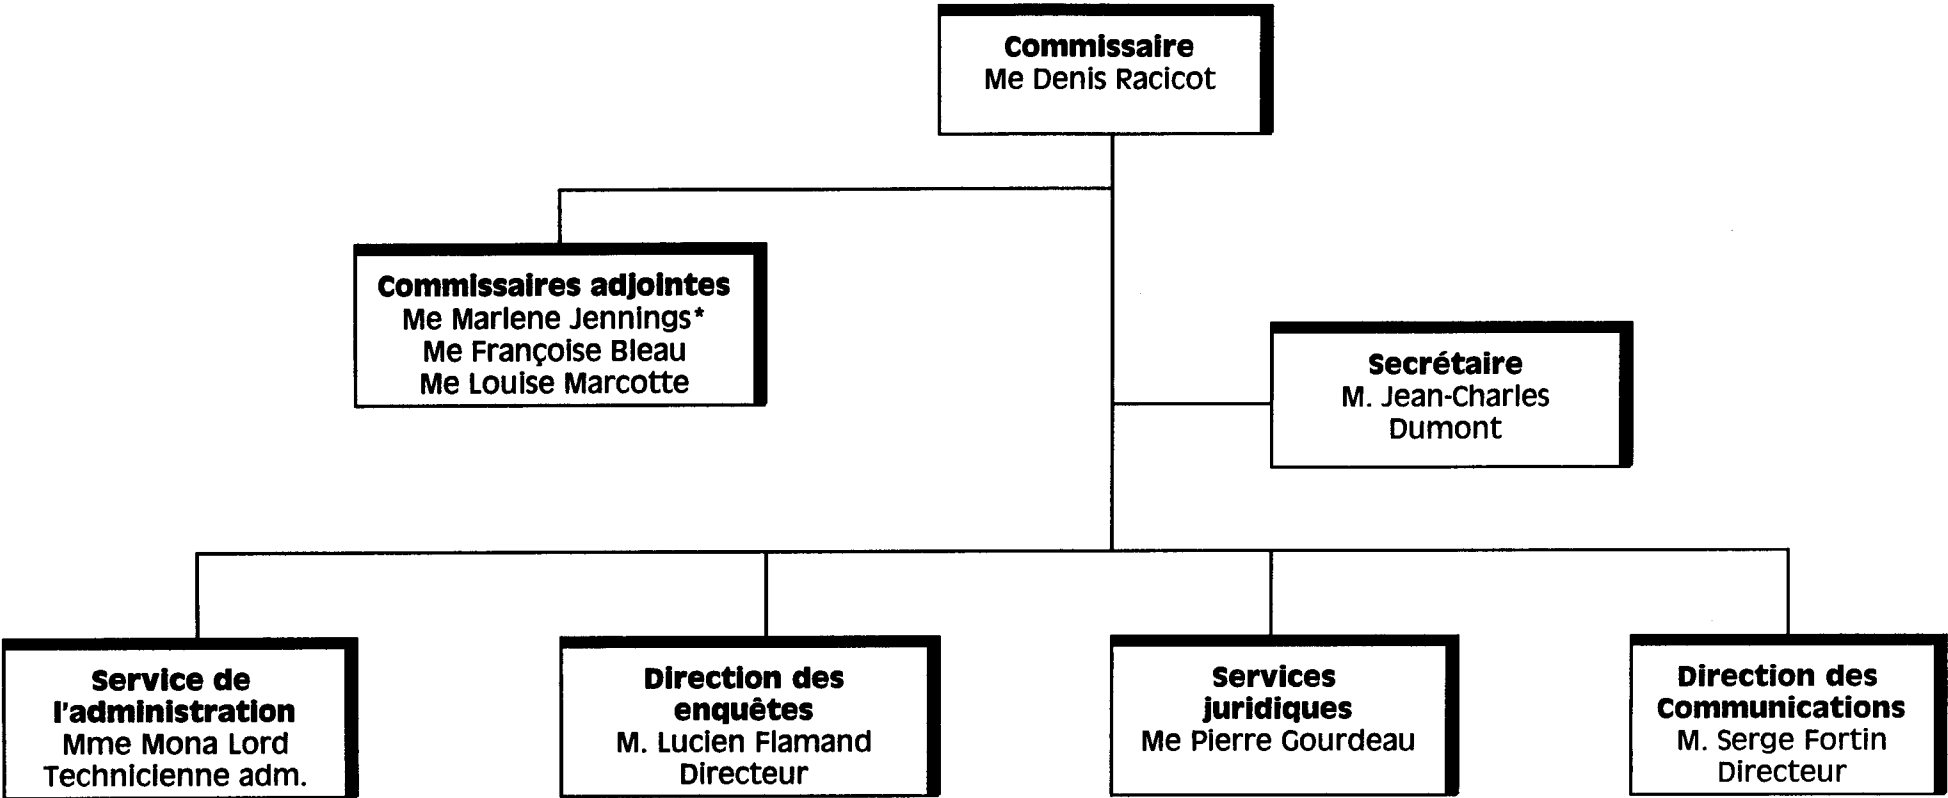 Commissaire
Me Denis Racicot
Commissaires adjointes
Me Marlene Jennings*
Me Françoise Bleau
Me Louise Marcotte
Secrétaire
M. Jean-Charles
Dumont
Service de
l'administration
Mme Mona Lord
Technicienne adm.
Direction des
enquêtes
M. Lucien Flamand
Directeur
Services
juridiques
Me Pierre Gourdeau
Direction des
Communications
M. Serge Fortin
Directeur